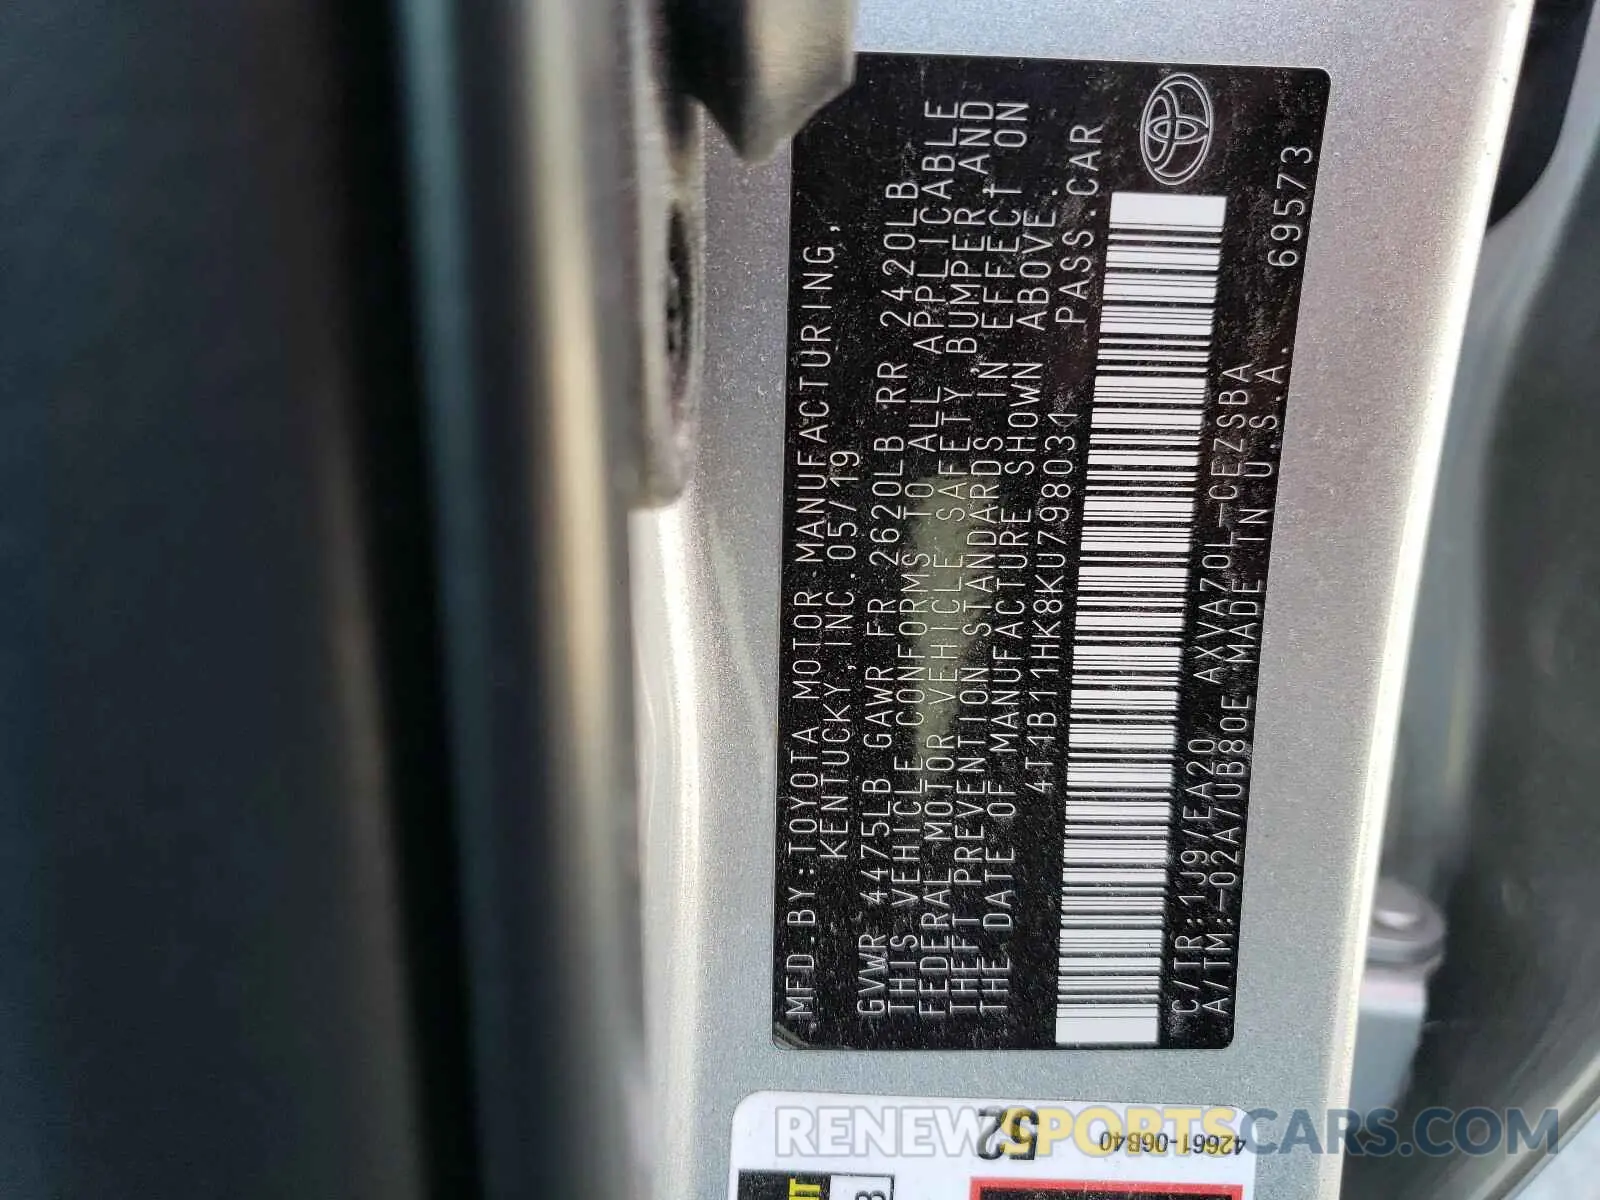 MFD.BY:TOYOTA MOTOR MANUFACTURING,
KENTUCKY,INC.05/19
GVWR 4475LB GAWR FR 2620LB RR 2420LB
THIS VEHICLE CONFORMS TO ALL APPLICABLE
FEDERAL MOTOR VEHICLE SAFETY,BUMPER AND
THEFT PREVENTION STANDARDS IN EFFECT ON
THE DATE OF MANUFACTURE SHOWN ABOVE.
4T1B11HK8KU798031 PASS.CAR
C/TR:1J9/EA20 AXVA70L-CEZSBA
A/TM:-02A/UB80E MADE IN U.S.A. 69573
52
42661-06B40
RENEWSPORTSCARS.COM